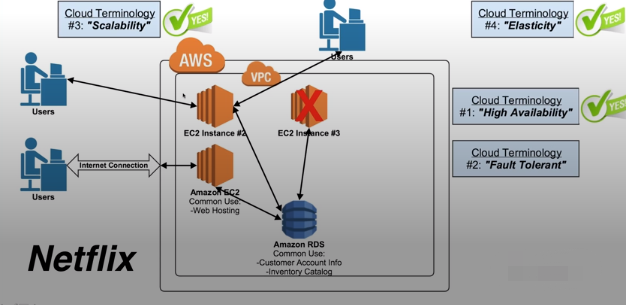 Cloud Terminology
#3: "Scalability"
YES!
Cloud Terminology
#4: "Elasticity"
YES!
Users
AWS
VPC
Users
EC2 Instance #2
EC2 Instance #3
Cloud Terminology
#1: "High Availability"
YES!
Cloud Terminology
#2: "Fault Tolerant"
Internet Connection
Users
Amazon EC2
Common Use:
-Web Hosting
Amazon RDS
Common Use:
-Customer Account Info
-Inventory Catalog
Netflix